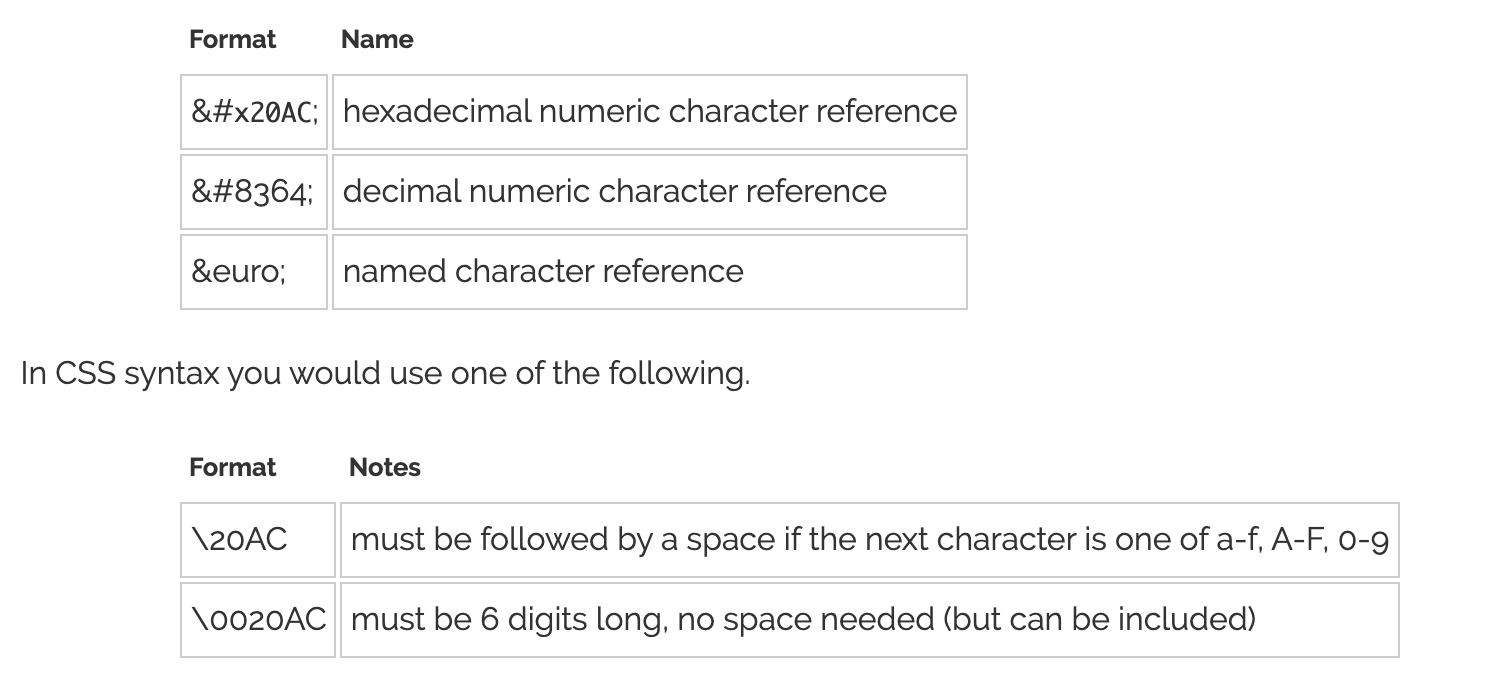 Format Name
&#x20AC; hexadecimal numeric character reference
&#8364; decimal numeric character reference
&euro; named character reference
In CSS syntax you would use one of the following.
Format Notes
\20AC must be followed by a space if the next character is one of a-f, A-F, 0-9
\0020AC must be 6 digits long, no space needed (but can be included)